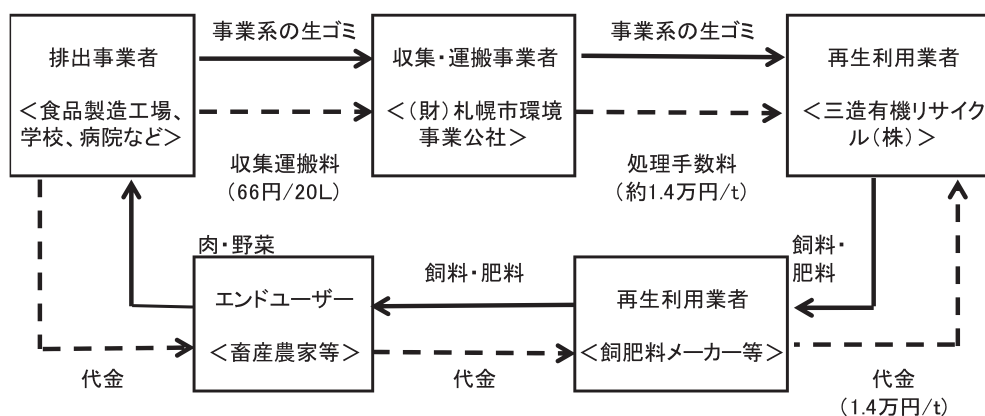 排出事業者
＜食品製造工場、
学校、病院など＞
事業系の生ゴミ
収集運搬料
（66円/20L）
収集・運搬事業者
＜（財）札幌市環境
事業公社＞
事業系の生ゴミ
処理手数料
（約1.4万円/t）
再生利用業者
＜三造有機リサイク
ル（株）＞
肉・野菜
エンドユーザー
＜畜産農家等＞
飼料・肥料
再生利用業者
＜飼肥料メーカー等＞
飼料・
肥料
代金
代金
代金
（1.4万円/t）